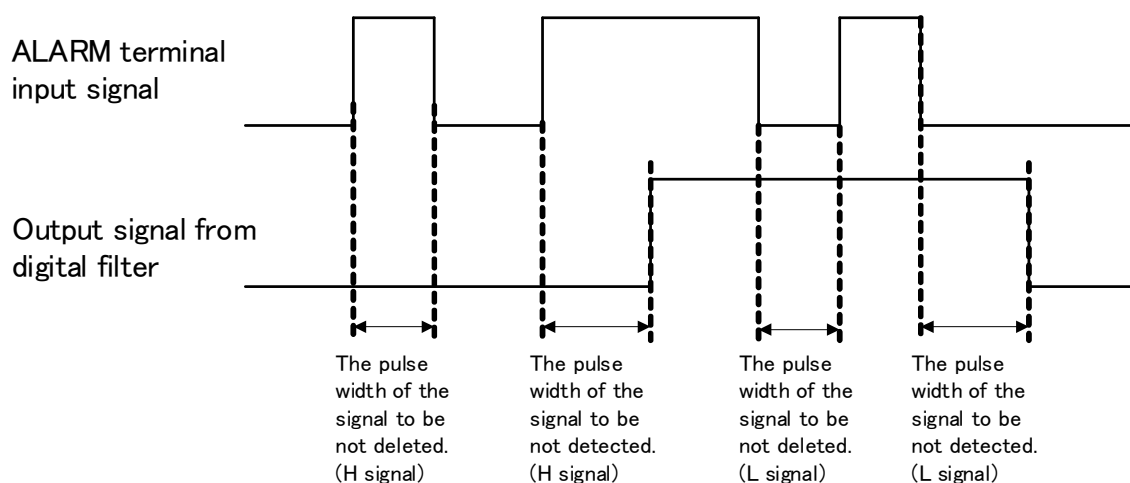 ALARM terminal
input signal
Output signal from
digital filter
The pulse
width of the
signal to be
not deleted.
(H signal)
The pulse
width of the
signal to be
not detected.
(H signal)
The pulse
width of the
signal to be
not deleted.
(L signal)
The pulse
width of the
signal to be
not detected.
(L signal)